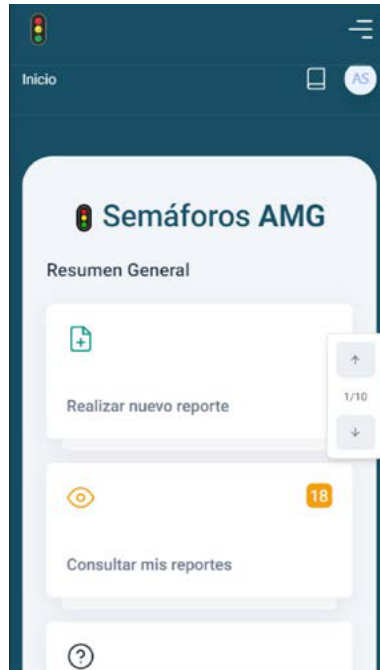 Inicio
AS
Semáforos AMG
Resumen General
Realizar nuevo reporte
1/10
18
Consultar mis reportes